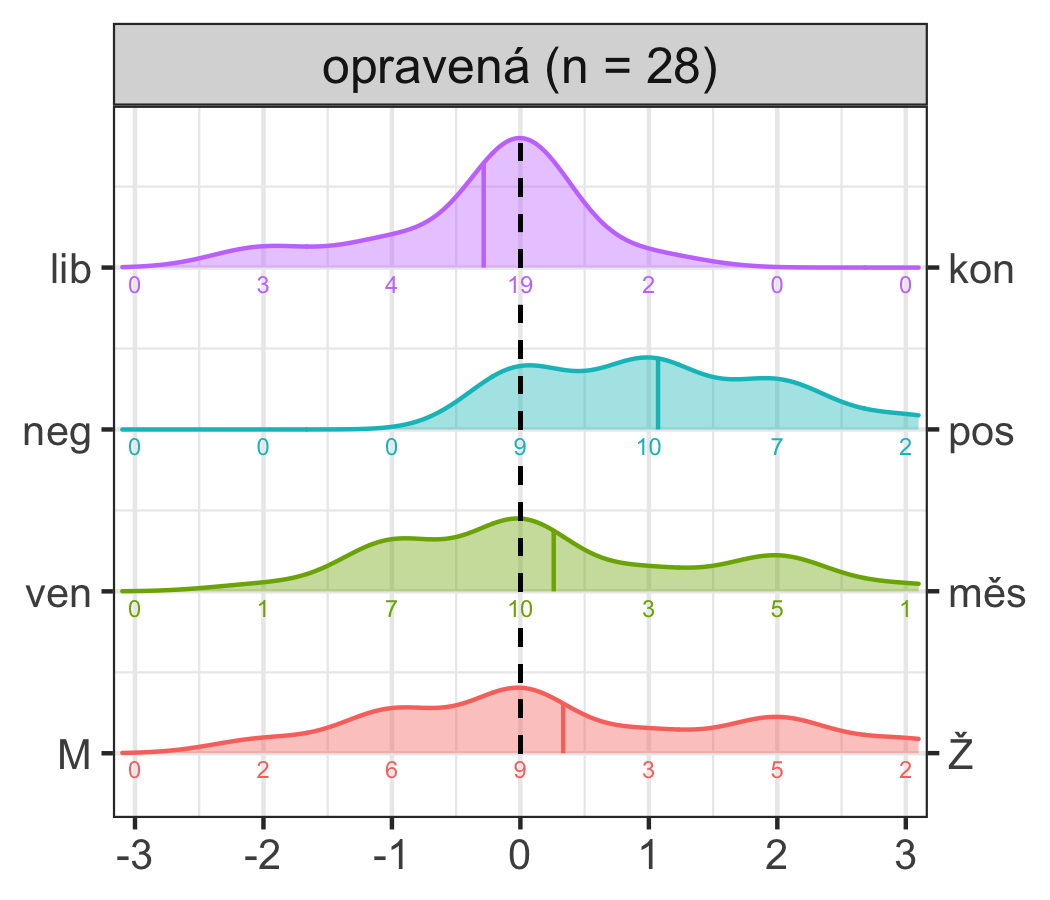 opravená (n = 28)
lib kon
0 3 4 19 2 0 0
neg pos
0 0 0 9 10 7 2
ven měs
0 1 7 10 3 5 1
M Ž
0 2 6 9 3 5 2
-3 -2 -1 0 1 2 3